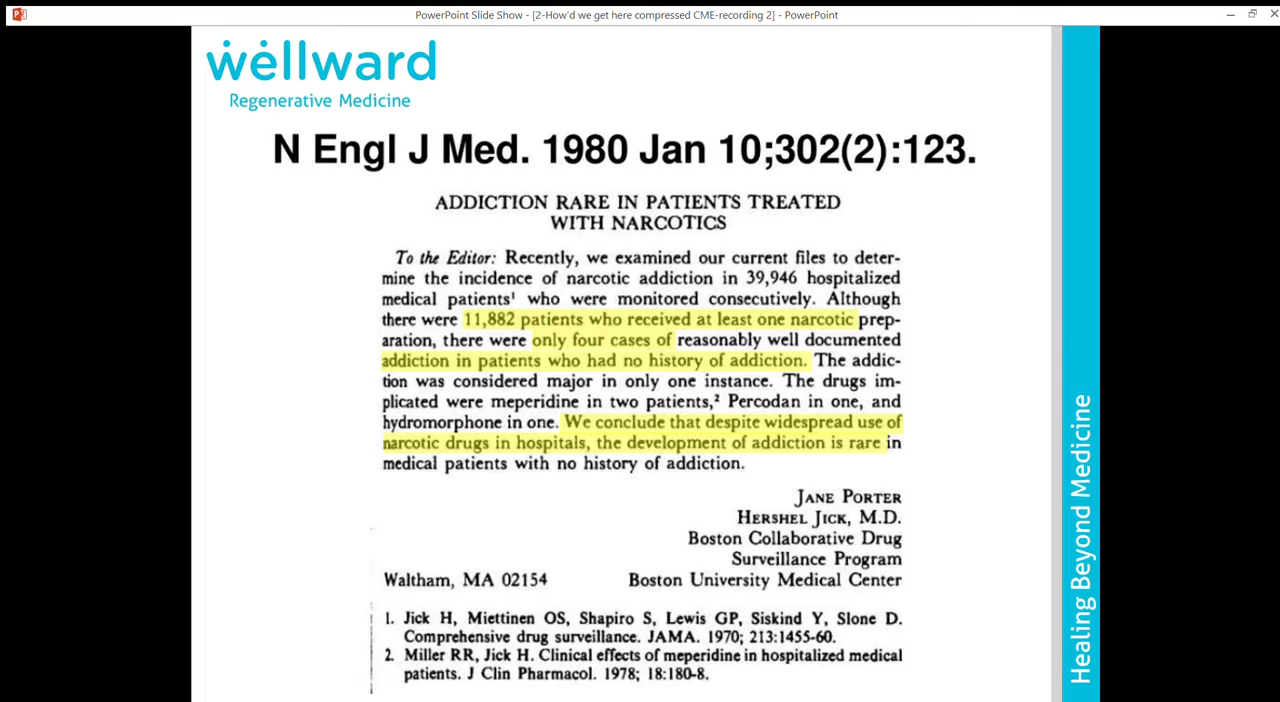 PowerPoint Slide Show - [2-How'd we get here compressed CME-recording 2] - PowerPoint
wellward
Regenerative Medicine
N Engl J Med. 1980 Jan 10;302(2):123.
ADDICTION RARE IN PATIENTS TREATED
WITH NARCOTICS
To the Editor: Recently, we examined our current files to deter-
mine the incidence of narcotic addiction in 39,946 hospitalized
medical patients¹ who were monitored consecutively. Although
there were 11,882 patients who received at least one narcotic prep-
aration, there were only four cases of reasonably well documented
addiction in patients who had no history of addiction. The addic-
tion was considered major in only one instance. The drugs im-
plicated were meperidine in two patients,² Percodan in one, and
hydromorphone in one. We conclude that despite widespread use of
narcotic drugs in hospitals, the development of addiction is rare in
medical patients with no history of addiction.
JANE PORTER
HERSHEL JICK, M.D.
Boston Collaborative Drug
Surveillance Program
Waltham, MA 02154 Boston University Medical Center
1. Jick H, Miettinen OS, Shapiro S, Lewis GP, Siskind Y, Slone D.
Comprehensive drug surveillance. JAMA. 1970; 213:1455-60.
2. Miller RR, Jick H. Clinical effects of meperidine in hospitalized medical
patients. J Clin Pharmacol. 1978; 18:180-8.
Healing Beyond Medicine